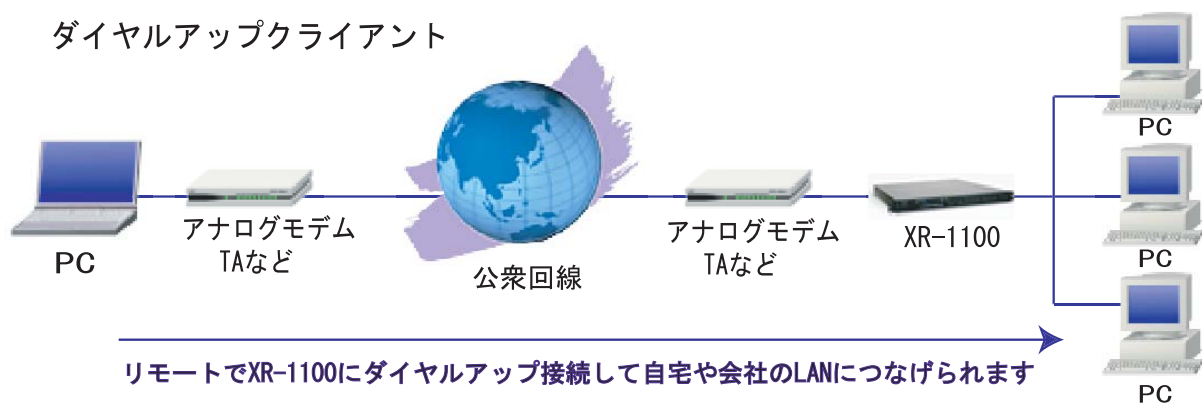 ダイヤルアップクライアント
PC
アナログモデム
TAなど
公衆回線
アナログモデム
TAなど
XR-1100
PC
PC
PC
リモートでXR-1100にダイヤルアップ接続して自宅や会社のLANにつなげられます